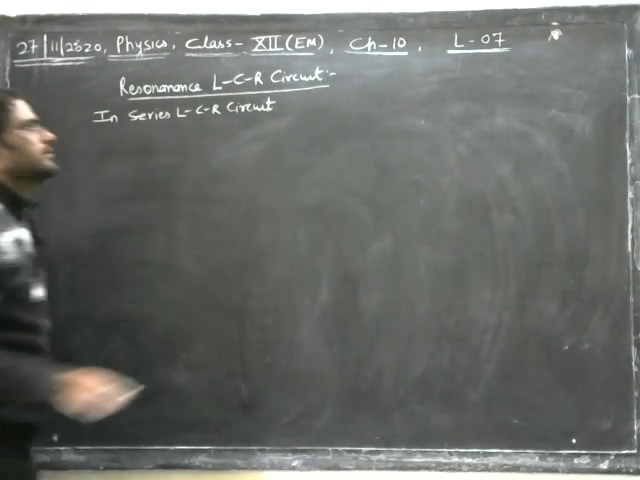 27/11/2020, Physics, Class- XII (EM), Ch-10, L-07
Resonanance L-C-R Circuit:-
In Series L-C-R Circuit